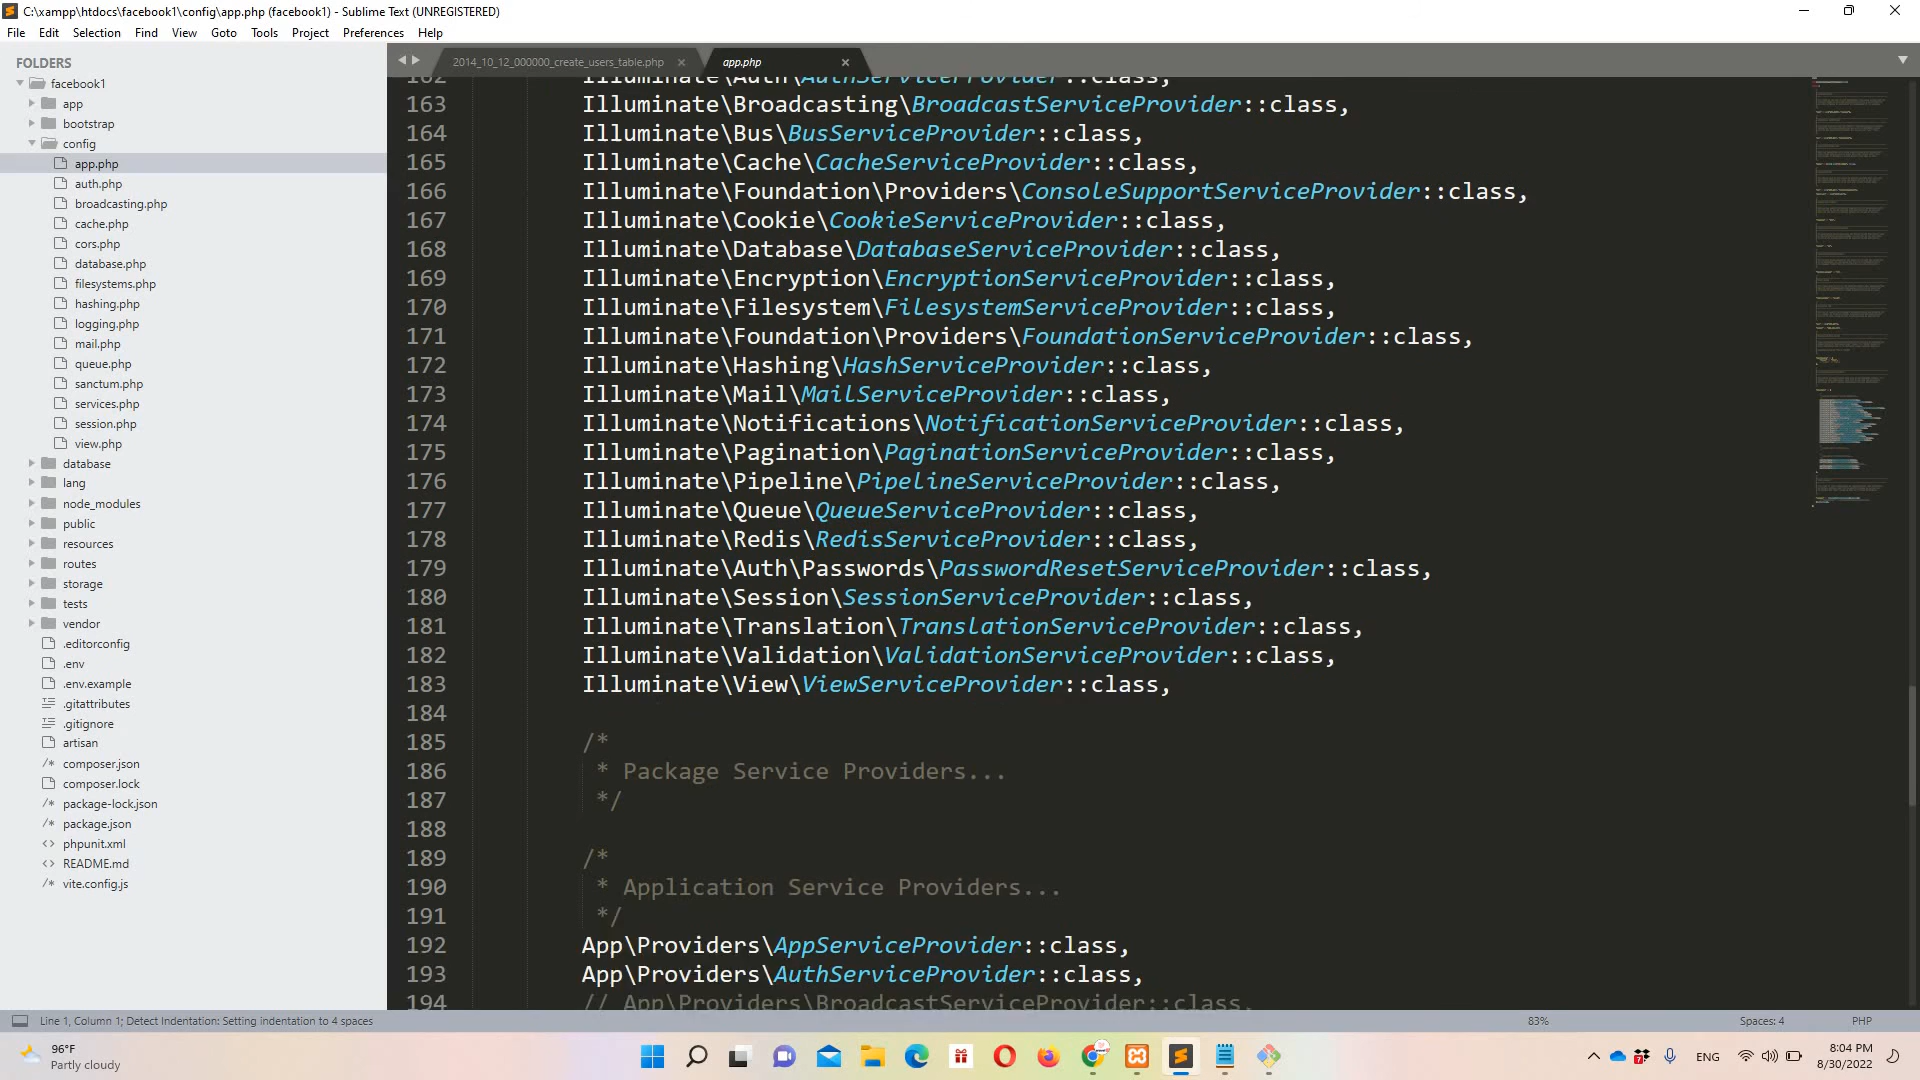 C:\xampp\htdocs\facebook1\config\app.php (facebook1) - Sublime Text (UNREGISTERED)
File Edit Selection Find View Goto Tools Project Preferences Help
FOLDERS
facebook1
app
bootstrap
config
app.php
auth.php
broadcasting.php
cache.php
cors.php
database.php
filesystems.php
hashing.php
logging.php
mail.php
queue.php
sanctum.php
services.php
session.php
view.php
database
lang
node_modules
public
resources
routes
storage
tests
vendor
.editorconfig
.env
.env.example
.gitattributes
.gitignore
artisan
/* composer.json
composer.lock
/* package-lock.json
/* package.json
<> phpunit.xml
<> README.md
/* vite.config.js
2014_10_12_000000_create_users_table.php
app.php
162 Illuminate\Auth\AuthServiceProvider::class,
163 Illuminate\Broadcasting\BroadcastServiceProvider::class,
164 Illuminate\Bus\BusServiceProvider::class,
165 Illuminate\Cache\CacheServiceProvider::class,
166 Illuminate\Foundation\Providers\ConsoleSupportServiceProvider::class,
167 Illuminate\Cookie\CookieServiceProvider::class,
168 Illuminate\Database\DatabaseServiceProvider::class,
169 Illuminate\Encryption\EncryptionServiceProvider::class,
170 Illuminate\Filesystem\FilesystemServiceProvider::class,
171 Illuminate\Foundation\Providers\FoundationServiceProvider::class,
172 Illuminate\Hashing\HashServiceProvider::class,
173 Illuminate\Mail\MailServiceProvider::class,
174 Illuminate\Notifications\NotificationServiceProvider::class,
175 Illuminate\Pagination\PaginationServiceProvider::class,
176 Illuminate\Pipeline\PipelineServiceProvider::class,
177 Illuminate\Queue\QueueServiceProvider::class,
178 Illuminate\Redis\RedisServiceProvider::class,
179 Illuminate\Auth\Passwords\PasswordResetServiceProvider::class,
180 Illuminate\Session\SessionServiceProvider::class,
181 Illuminate\Translation\TranslationServiceProvider::class,
182 Illuminate\Validation\ValidationServiceProvider::class,
183 Illuminate\View\ViewServiceProvider::class,
184
185 /*
186 * Package Service Providers...
187 */
188
189 /*
190 * Application Service Providers...
191 */
192 App\Providers\AppServiceProvider::class,
193 App\Providers\AuthServiceProvider::class,
194 // App\Providers\BroadcastServiceProvider::class,
Line 1, Column 1; Detect Indentation: Setting indentation to 4 spaces
83%
Spaces: 4
PHP
96°F
Partly cloudy
7
ENG
8:04 PM
8/30/2022